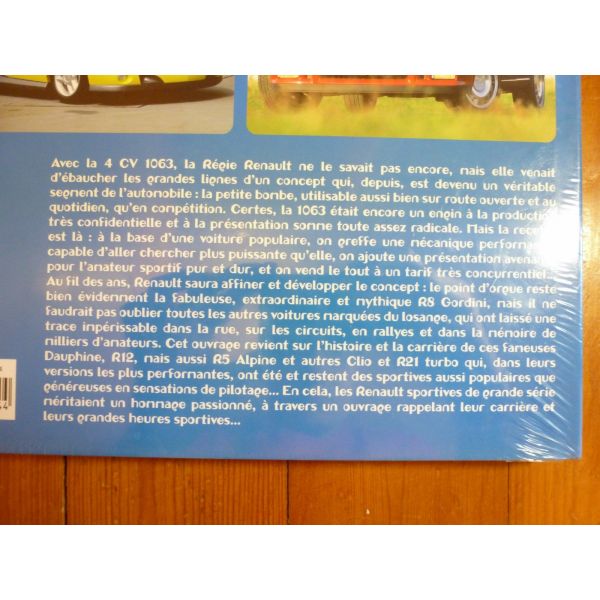 Avec la 4 CV 1063, la Régie Renault ne le savait pas encore, mais elle venait
d'ébaucher les grandes lignes d'un concept qui, depuis, est devenu un véritable
segment de l'automobile : la petite bombe, utilisable aussi bien sur route ouverte et au
quotidien, qu'en compétition. Certes, la 1063 était encore un engin à la production
très confidentielle et à la présentation somme toute assez radicale. Mais la recette
est là : à la base d'une voiture populaire, on greffe une mécanique performante
capable d'aller chercher plus puissante qu'elle, on ajoute une présentation avenante
pour l'amateur sportif pur et dur, et on vend le tout à un tarif très concurrentiel...
Au fil des ans, Renault saura affiner et développer le concept : le point d'orgue reste
bien évidemment la fabuleuse, extraordinaire et mythique R8 Gordini, mais il ne
faudrait pas oublier toutes les autres voitures marquées du losange, qui ont laissé une
trace impérissable dans la rue, sur les circuits, en rallyes et dans la mémoire de
milliers d'amateurs. Cet ouvrage revient sur l'histoire et la carrière de ces fameuses
Dauphine, R12, mais aussi R5 Alpine et autres Clio et R21 turbo qui, dans leurs
versions les plus performantes, ont été et restent des sportives aussi populaires que
généreuses en sensations de pilotage... En cela, les Renault sportives de grande série
méritaient un hommage passionné, à travers un ouvrage rappelant leur carrière et
leurs grandes heures sportives...